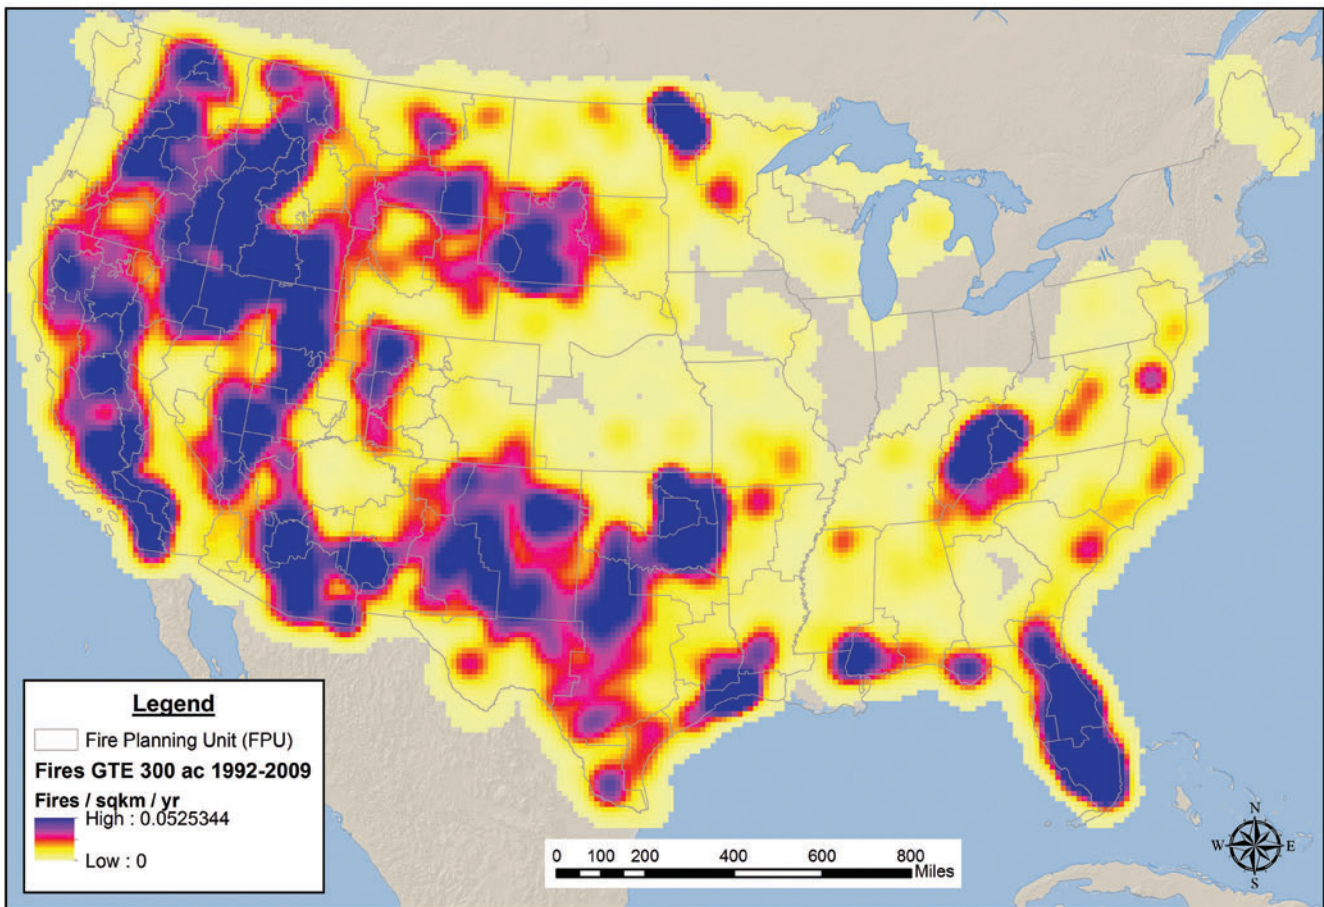 Legend
Fire Planning Unit (FPU)
Fires GTE 300 ac 1992-2009
Fires / sqkm / yr
High : 0.0525344
Low : 0
0 100 200 400 600 800
Miles
N
W E
S